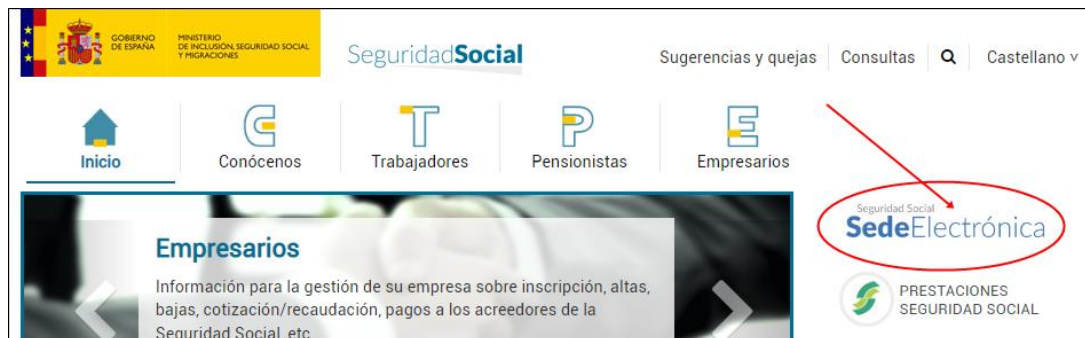 GOBIERNO
DE ESPAÑA
MINISTERIO
DE INCLUSIÓN, SEGURIDAD SOCIAL
Y MIGRACIONES
SeguridadSocial
Sugerencias y quejas
Consultas
Castellano
Inicio
Conócenos
Trabajadores
Pensionistas
Empresarios
Seguridad Social
SedeElectrónica
Empresarios
Información para la gestión de su empresa sobre inscripción, altas,
bajas, cotización/recaudación, pagos a los acreedores de la
Seguridad Social, etc
PRESTACIONES
SEGURIDAD SOCIAL